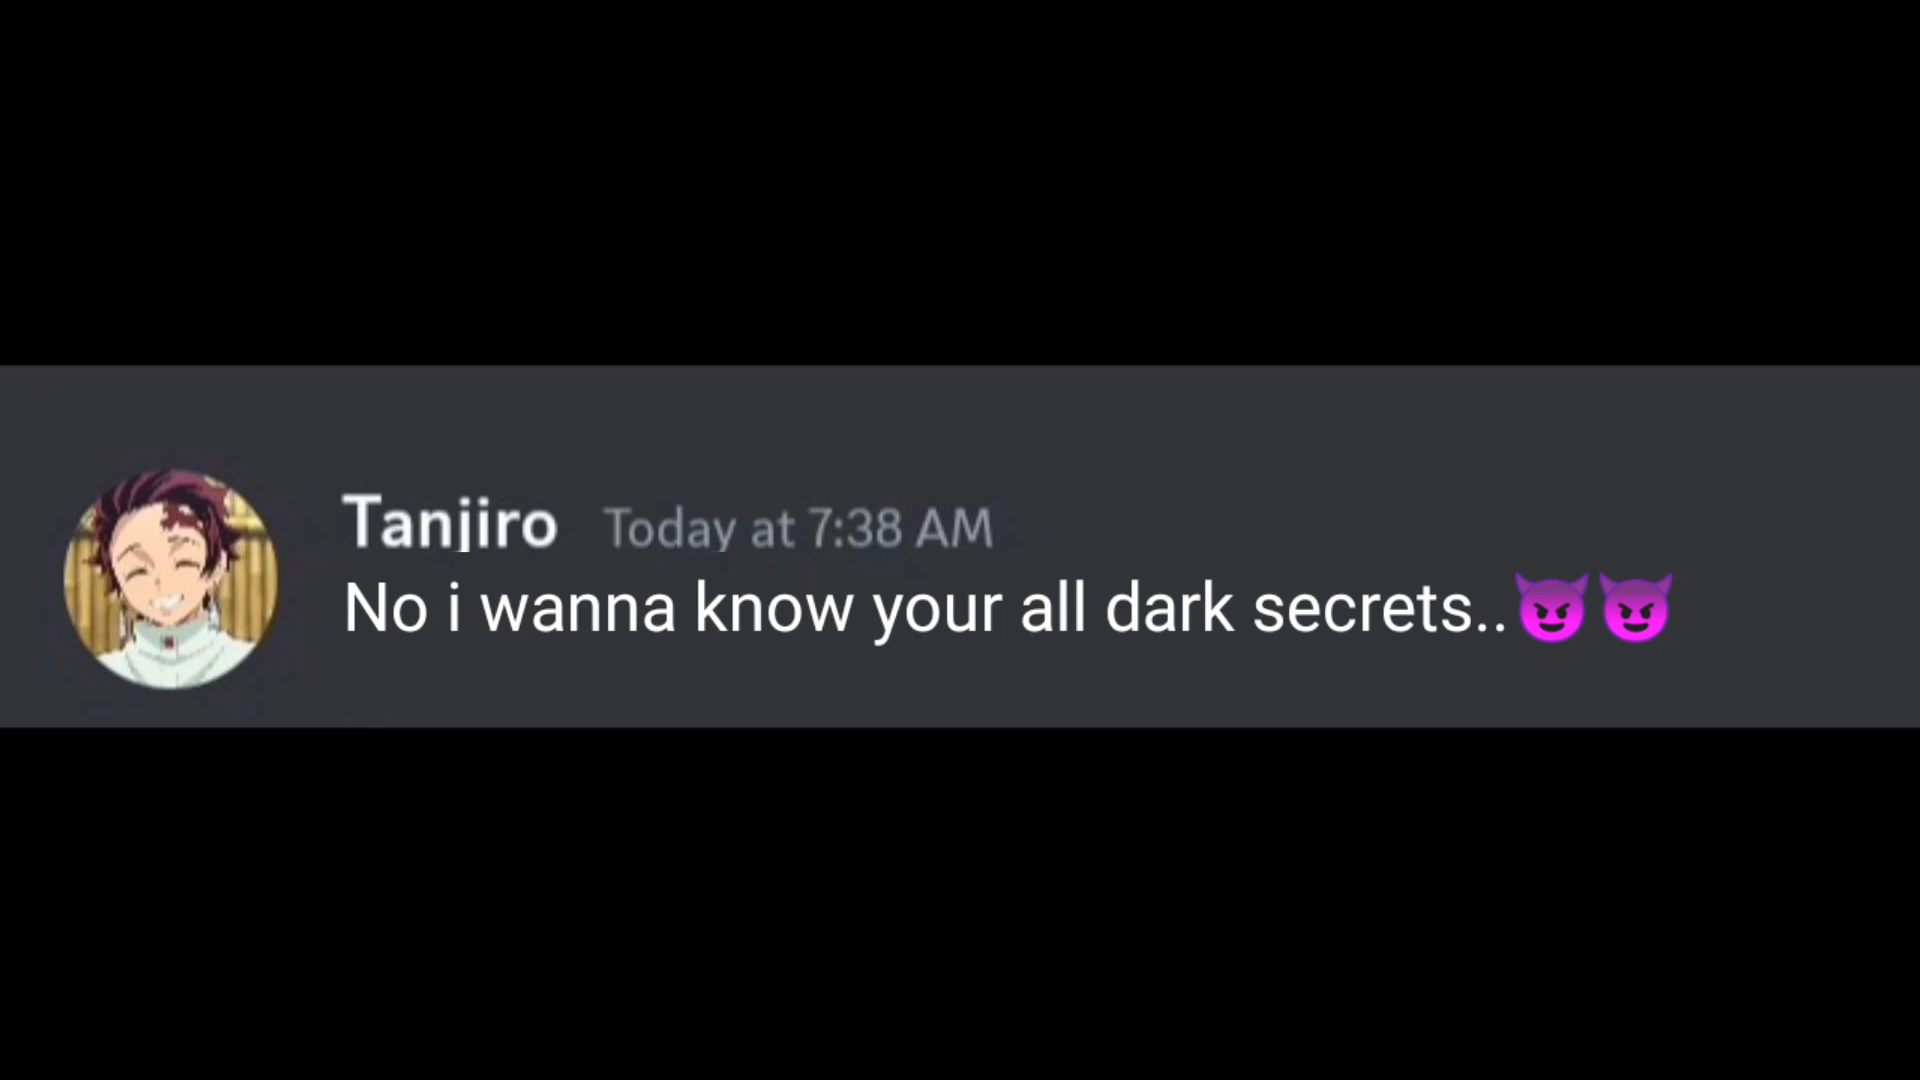 Tanjiro Today at 7:38 AM
No i wanna know your all dark secrets..😈😈